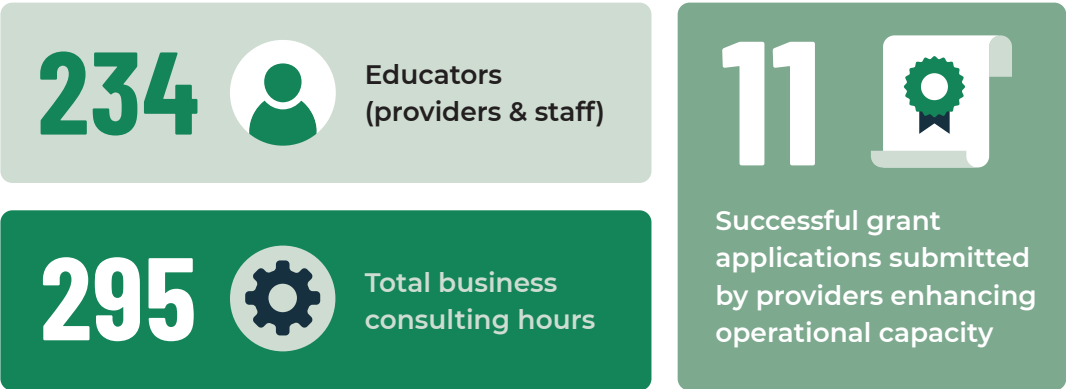 234
Educators
(providers & staff)
295
Total business
consulting hours
11
Successful grant
applications submitted
by providers enhancing
operational capacity